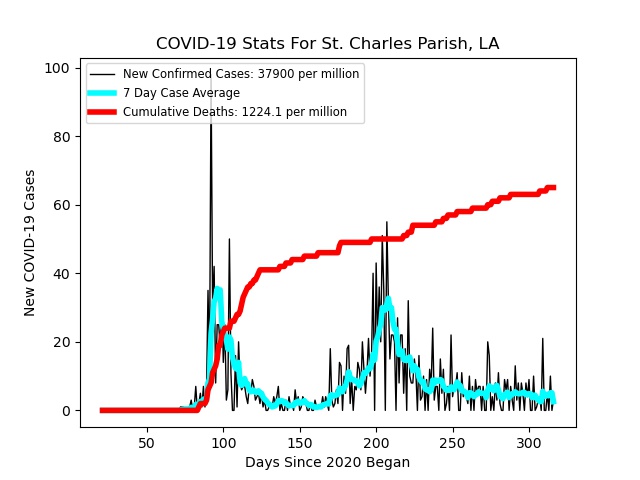 COVID-19 Stats For St. Charles Parish, LA
New Confirmed Cases: 37900 per million
7 Day Case Average
Cumulative Deaths: 1224.1 per million
New COVID-19 Cases
100
80
60
40
20
0
50 100 150 200 250 300
Days Since 2020 Began